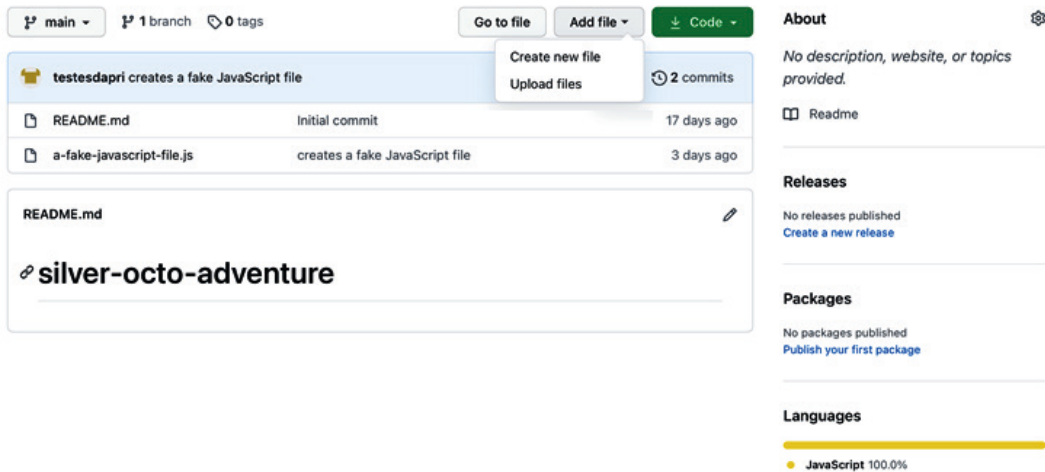 main 1 branch 0 tags Go to file Add file Code
Create new file
Upload files
testesdapri creates a fake JavaScript file 2 commits
README.md Initial commit 17 days ago
a-fake-javascript-file.js creates a fake JavaScript file 3 days ago
README.md
silver-octo-adventure
About
No description, website, or topics
provided.
Readme
Releases
No releases published
Create a new release
Packages
No packages published
Publish your first package
Languages
JavaScript 100.0%